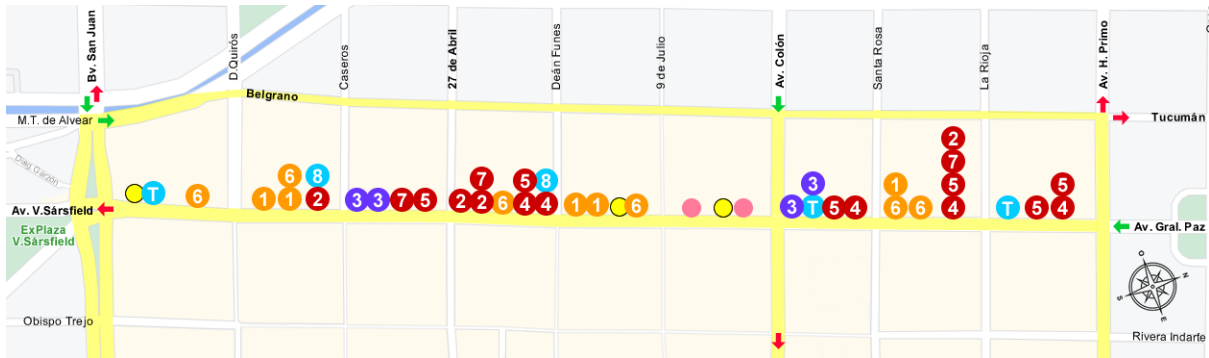 Bv. San Juan
D.Quirós
Caseros
27 de Abril
Deán Funes
9 de Julio
Av. Colón
Santa Rosa
La Rioja
Av. H. Primo
Belgrano
M.T. de Alvear
Tucumán
Diag Garzón
2
7
6 8 7 5 8 3 1 5 5
T 6 1 1 2 3 3 7 5 2 2 6 4 4 1 1 6 3 T 5 4 6 6 4 T 5 4
Av. V.Sársfield
Av. Gral. Paz
ExPlaza
V.Sársfield
O
N
S
E
Obispo Trejo
Rivera Indarfe